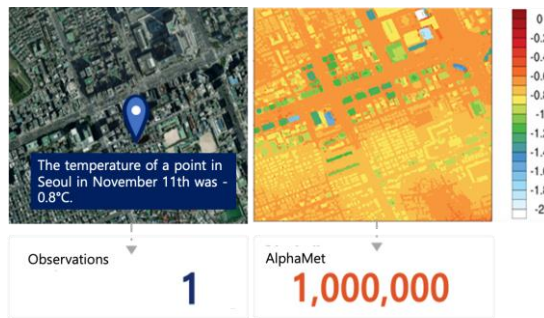 The temperature of a point in
Seoul in November 11th was -
0.8°C.
0
-0.2
-0.4
-0.6
-0.8
-1.0
-1.2
-1.4
-1.6
-1.8
-2
Observations
1
AlphaMet
1,000,000